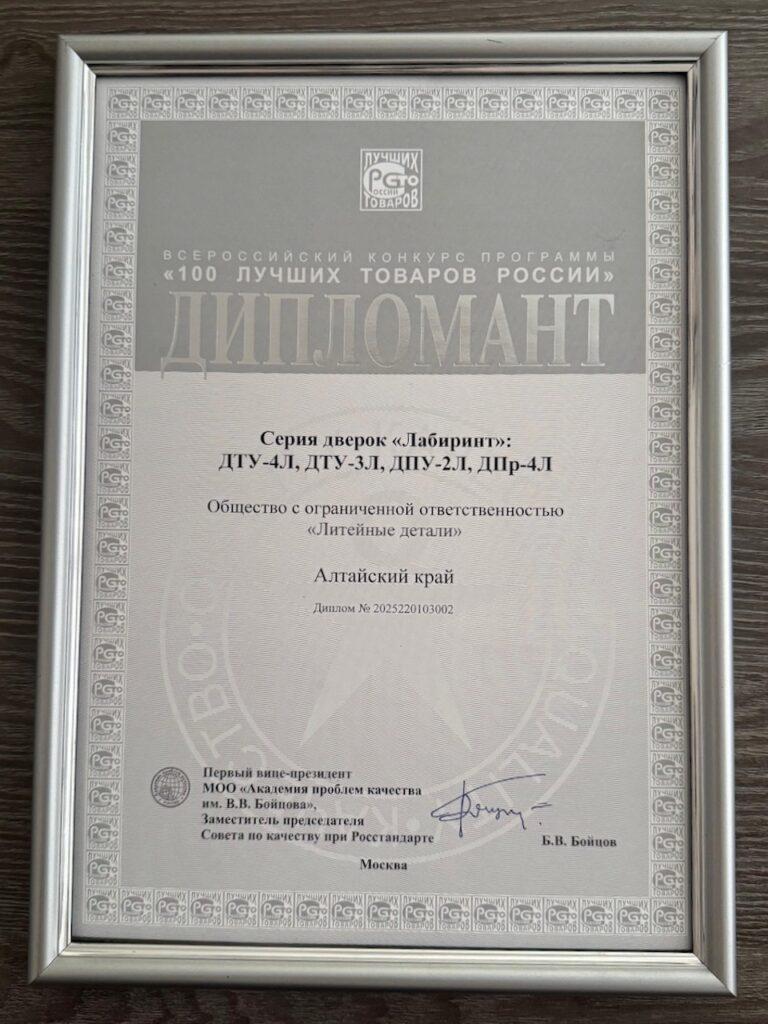 ЛУЧШИХ
PGTO
РОССИИ
ТОВАРОВ
ВСЕРОССИЙСКИЙ КОНКУРС ПРОГРАММЫ
«100 ЛУЧШИХ ТОВАРОВ РОССИИ»
ДИПЛОМАНТ
Серия дверок «Лабиринт»:
ДТУ-4Л, ДТУ-3Л, ДПУ-2Л, ДПр-4Л
Общество с ограниченной ответственностью
«Литейные детали»
Алтайский край
Диплом № 2025220103002
Первый вице-президент
МОО «Академия проблем качества
им. В.В. Бойцова»,
Заместитель председателя
Совета по качеству при Росстандарте
Б.В. Бойцов
Москва